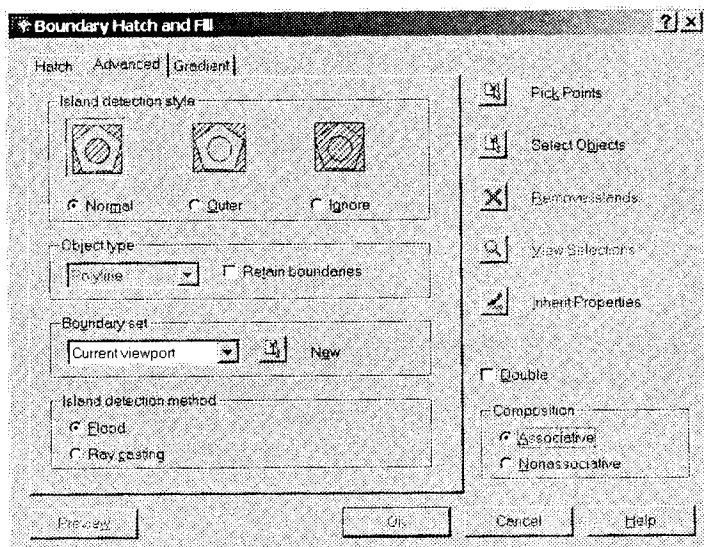 Boundary Hatch and Fill
Hatch Advanced Gradient
Island detection style
Normal Outer Ignore
Object type
Polyline Retain boundaries
Boundary set
Current viewport New
Island detection method
Flood
Ray casting
Pick Points
Select Objects
Remove Islands
View Selections
Inherit Properties
Double
Composition
Associative
Nonassociative
Preview OK Cancel Help